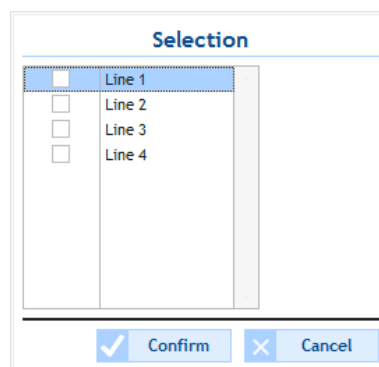 Selection
Line 1
Line 2
Line 3
Line 4
Confirm
Cancel